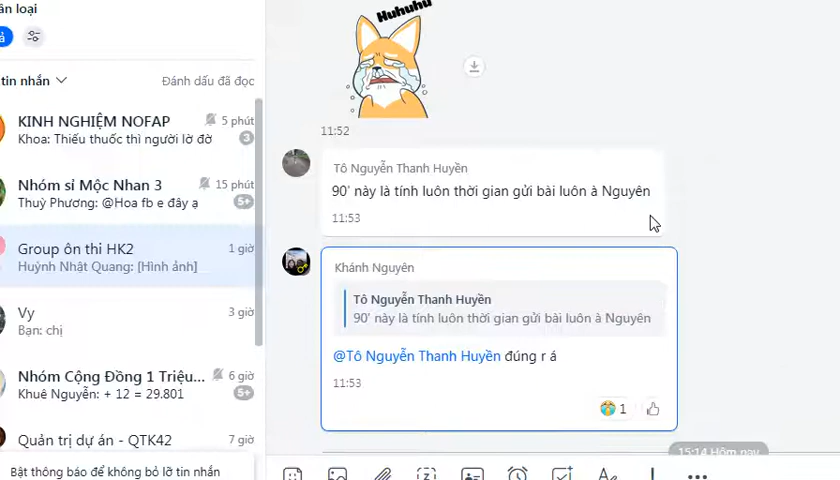 ân loại
tin nhắn
Đánh dấu đã đọc
KINH NGHIỆM NOFAP
5 phút
Khoa: Thiếu thuốc thì người lờ đờ
3
Nhóm sỉ Mộc Nhan 3
15 phút
Thuỳ Phương: @Hoa fb e đây ạ
5+
Group ôn thi HK2
1 giờ
Huỳnh Nhật Quang: [Hình ảnh]
Vy
3 giờ
Bạn: chị
Nhóm Cộng Đồng 1 Triệu...
6 giờ
Khuê Nguyễn: + 12 = 29.801
5+
Quản trị dự án - QTK42
7 giờ
Bật thông báo để không bỏ lỡ tin nhắn
Huhuhu
11:52
Tô Nguyễn Thanh Huyền
90' này là tính luôn thời gian gửi bài luôn à Nguyên
11:53
Khánh Nguyên
Tô Nguyễn Thanh Huyền
90' này là tính luôn thời gian gửi bài luôn à Nguyên
@Tô Nguyễn Thanh Huyền đúng r á
11:53
1
15:14 Hôm nay